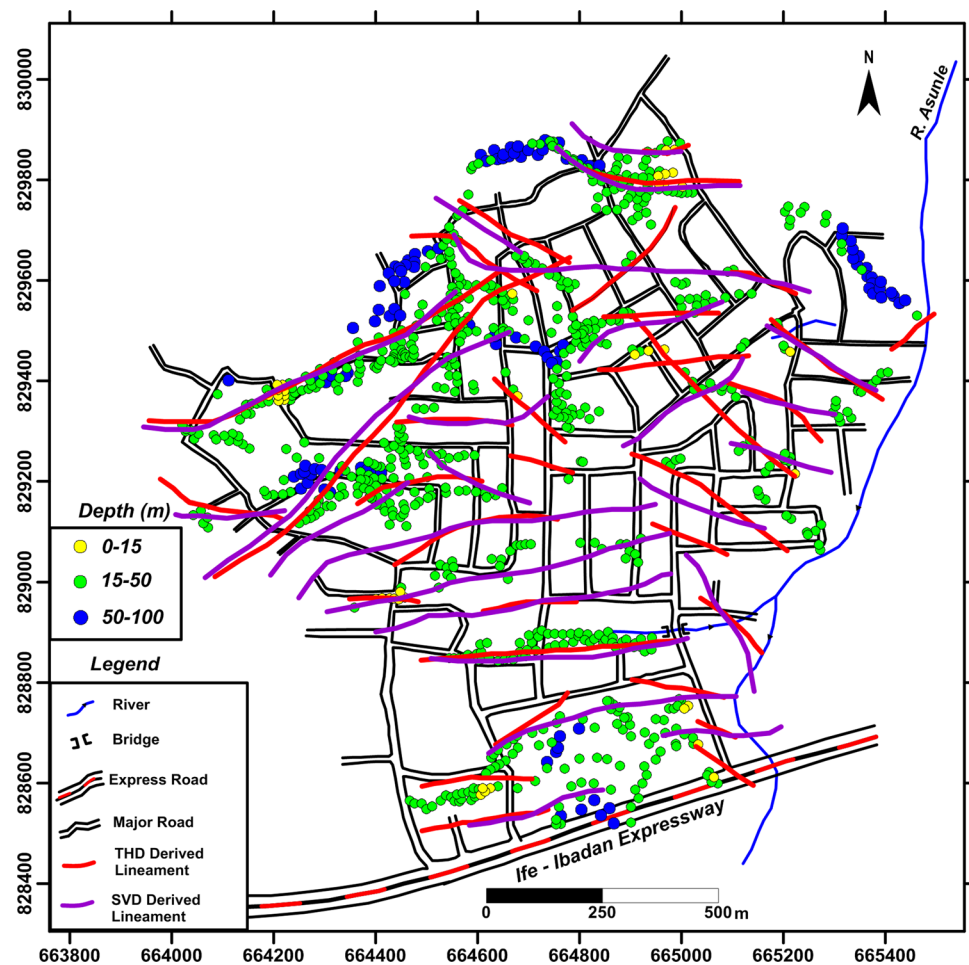 N
R. Asunle
830000
829800
829600
829400
829200
829000
828800
828600
828400
Depth (m)
0-15
15-50
50-100
Legend
River
Bridge
Express Road
Major Road
THD Derived
Lineament
SVD Derived
Lineament
Ife - Ibadan Expressway
0 250 500 m
663800 664000 664200 664400 664600 664800 665000 665200 665400